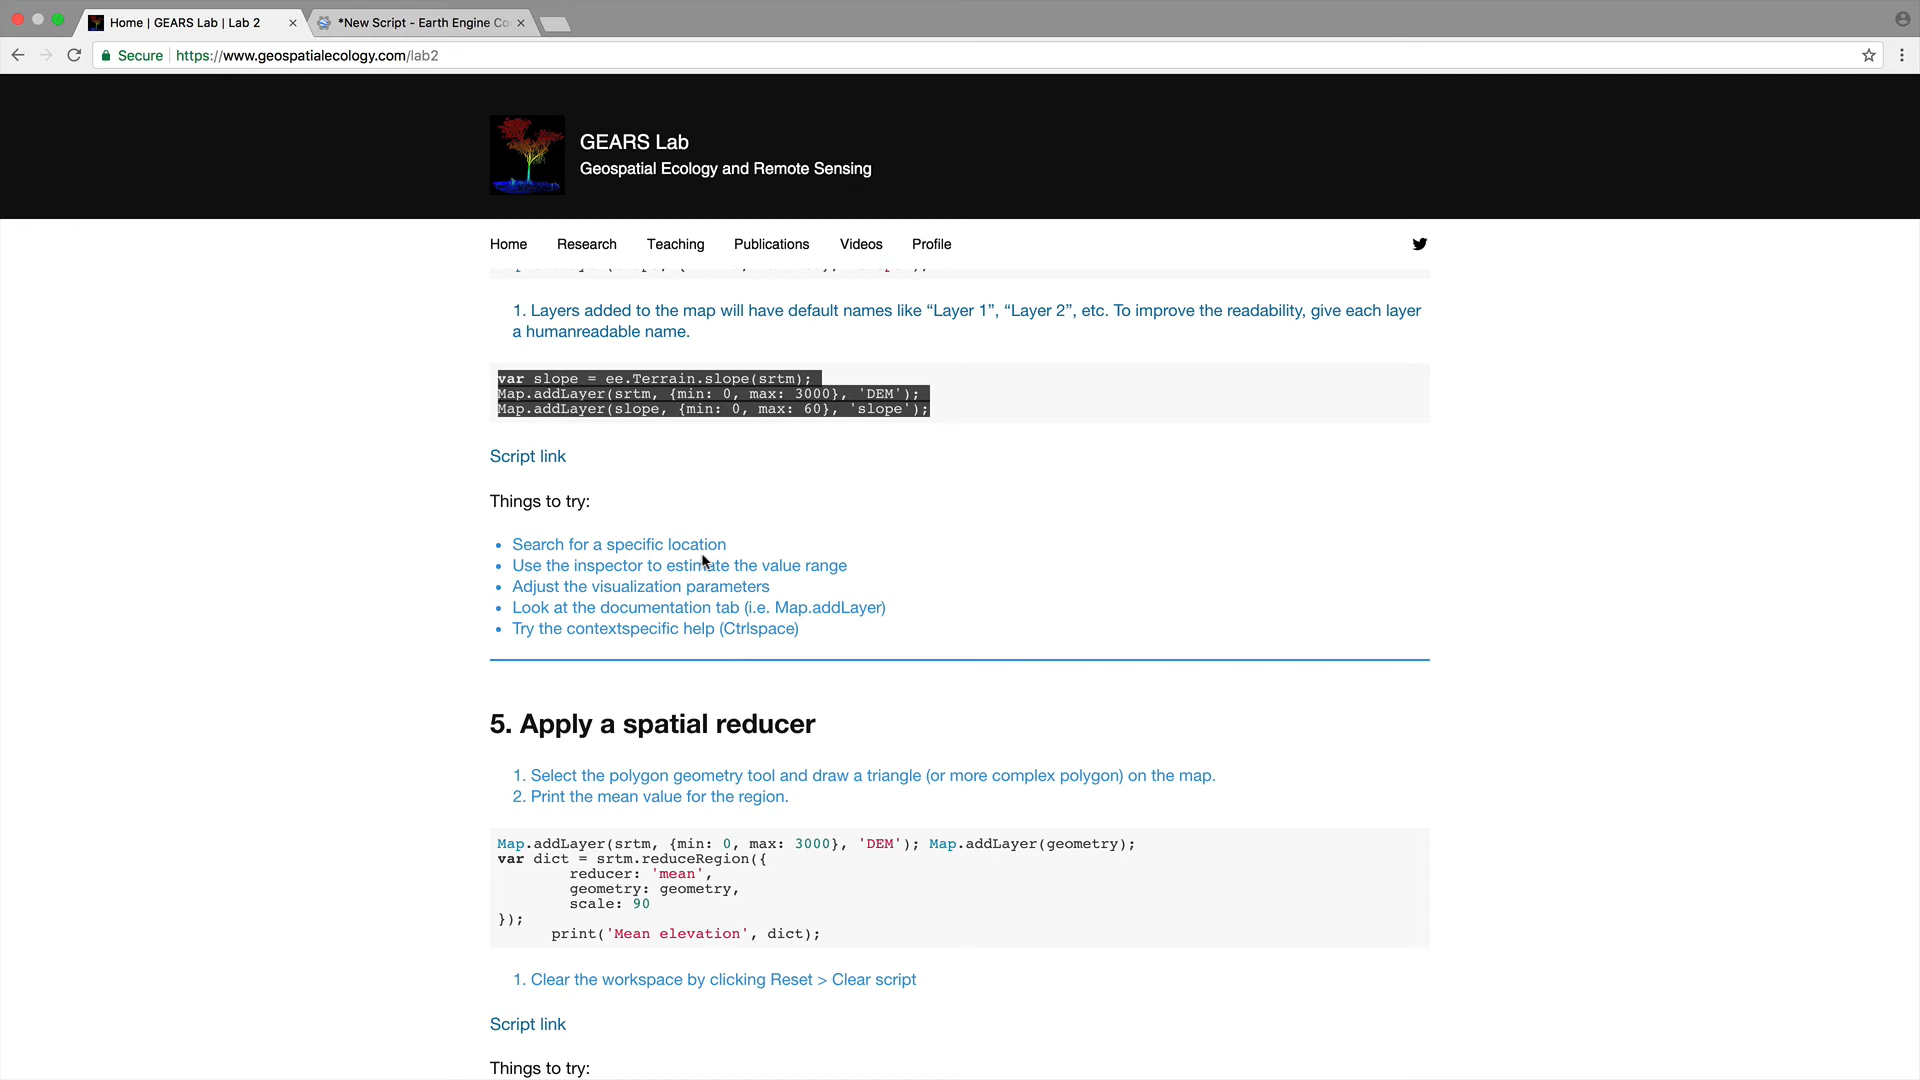 Home | GEARS Lab | Lab 2
*New Script - Earth Engine Co
Secure
https://www.geospatialecology.com/lab2
GEARS Lab
Geospatial Ecology and Remote Sensing
Home Research Teaching Publications Videos Profile
1. Layers added to the map will have default names like “Layer 1”, “Layer 2”, etc. To improve the readability, give each layer
a humanreadable name.
var slope = ee.Terrain.slope(srtm);
Map.addLayer(srtm, {min: 0, max: 3000}, 'DEM');
Map.addLayer(slope, {min: 0, max: 60}, 'slope');
Script link
Things to try:
• Search for a specific location
• Use the inspector to estimate the value range
• Adjust the visualization parameters
• Look at the documentation tab (i.e. Map.addLayer)
• Try the contextspecific help (Ctrlspace)
5. Apply a spatial reducer
1. Select the polygon geometry tool and draw a triangle (or more complex polygon) on the map.
2. Print the mean value for the region.
Map.addLayer(srtm, {min: 0, max: 3000}, 'DEM'); Map.addLayer(geometry);
var dict = srtm.reduceRegion({
reducer: 'mean',
geometry: geometry,
scale: 90
});
print('Mean elevation', dict);
1. Clear the workspace by clicking Reset > Clear script
Script link
Things to try: